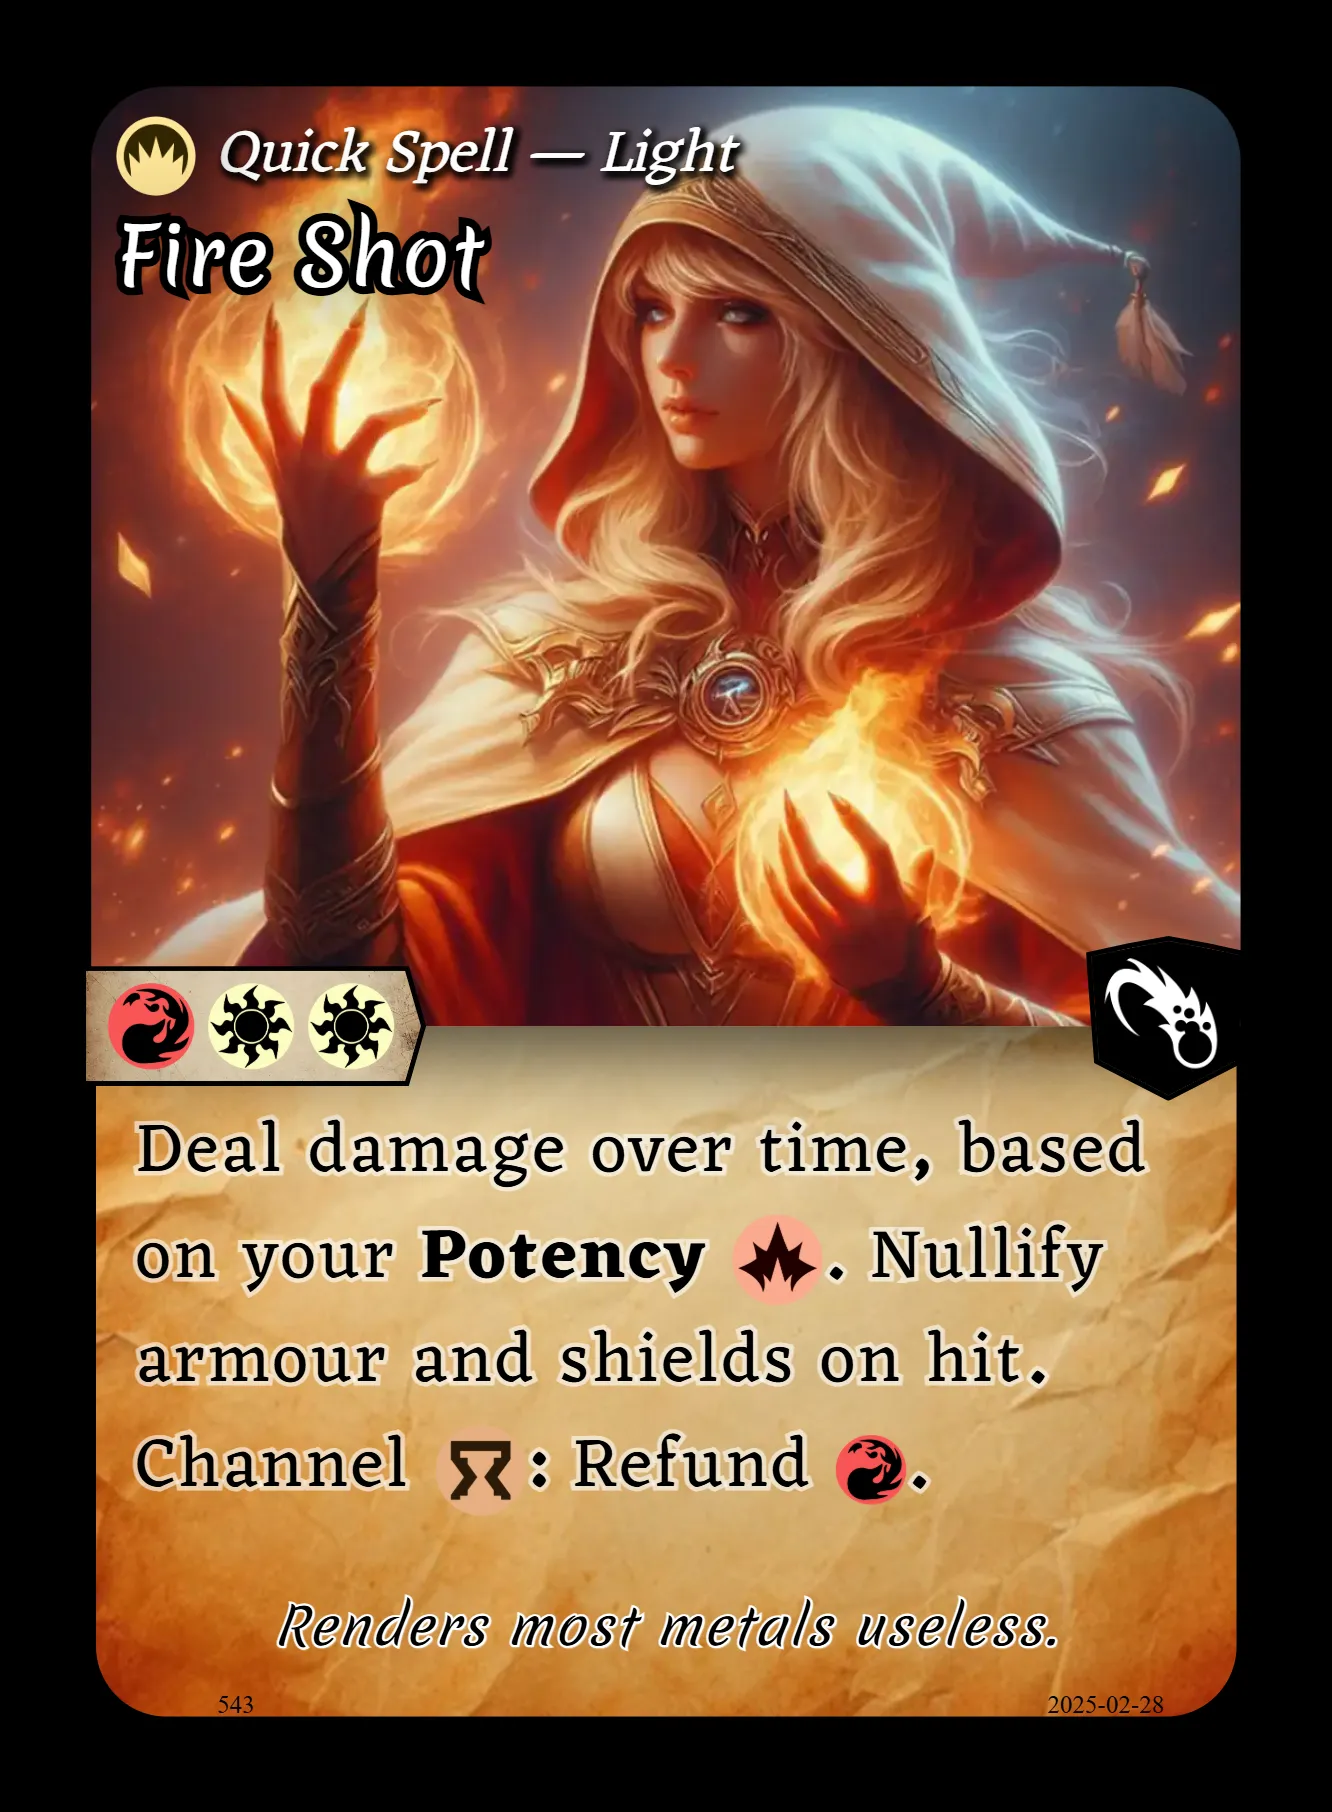 Quick Spell — Light
Fire Shot
Deal damage over time, based
on your Potency . Nullify
armour and shields on hit.
Channel : Refund .
Renders most metals useless.
543
2025-02-28